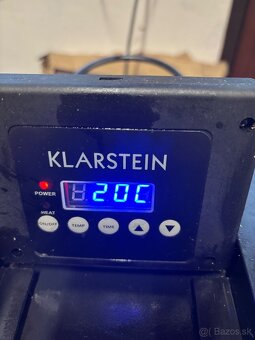 KLARSTEIN
POWER
20C
HEAT
ON/OFF
TEMP
TIME
© Bazos.sk